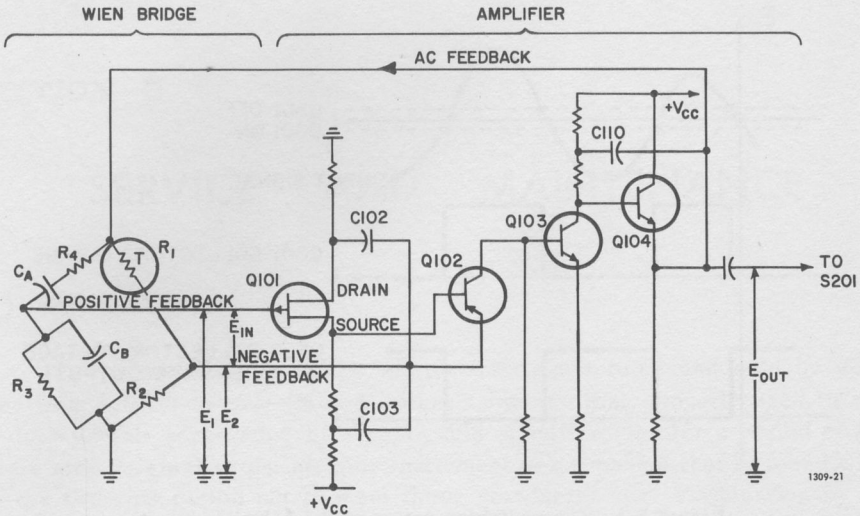 WIEN BRIDGE
AMPLIFIER
AC FEEDBACK
+VCC
C110
C102
Q103
Q104
R4
T
R1
Q101
Q102
CA
DRAIN
TO
S201
POSITIVE FEEDBACK
EIN
SOURCE
CB
NEGATIVE
FEEDBACK
R3
R2
E1
E2
C103
EOUT
+VCC
1309-21